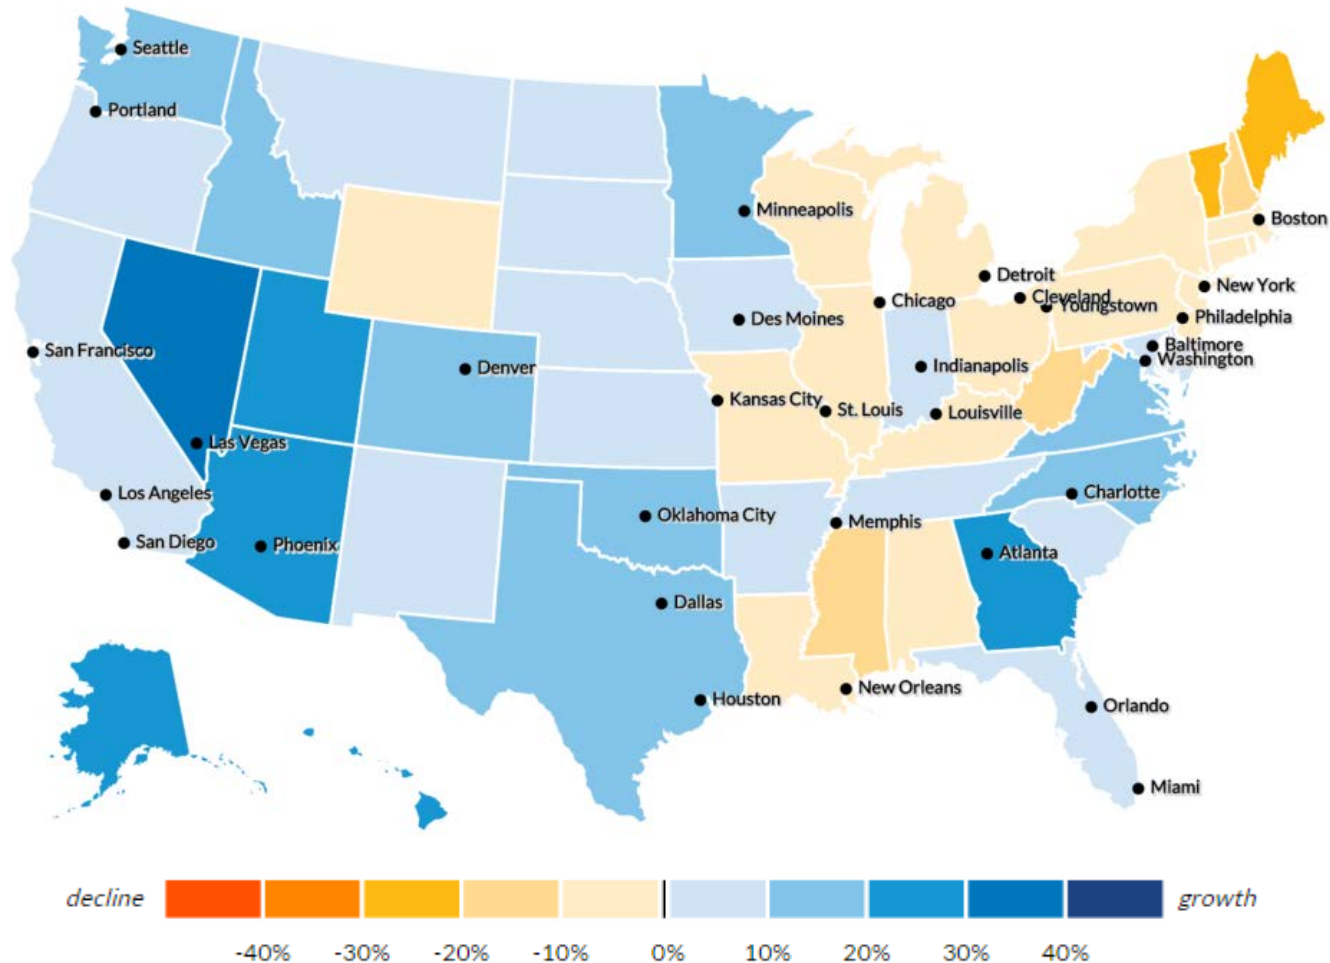 Seattle
Portland
Minneapolis
Boston
Detroit
Cleveland
Youngstown
New York
Chicago
Philadelphia
Des Moines
Baltimore
Washington
San Francisco
Denver
Indianapolis
Kansas City
St. Louis
Louisville
Las Vegas
Los Angeles
Charlotte
Oklahoma City
Memphis
San Diego
Phoenix
Atlanta
Dallas
New Orleans
Houston
Orlando
Miami
decline
growth
-40% -30% -20% -10% 0% 10% 20% 30% 40%